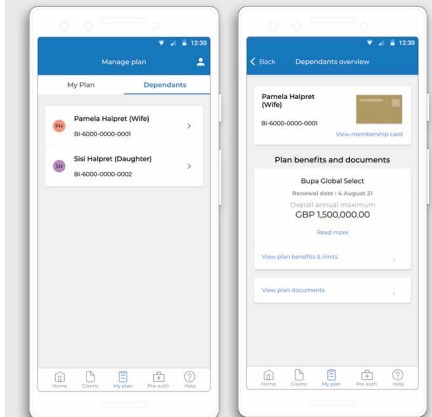 12:30
Manage plan
My Plan
Dependants
PH
Pamela Halpret (Wife)
BI-6000-0000-0001
SH
Sisi Halpret (Daughter)
BI-6000-0000-0002
Home
Claims
My plan
Pre-auth
Help
12:30
Back
Dependants overview
Pamela Halpret
(Wife)
BI-6000-0000-0001
View membership card
Plan benefits and documents
Bupa Global Select
Renewal date : 4 August 21
Overall annual maximum
GBP 1,500,000.00
Read more
View plan benefits & limits
View plan documents
Home
Claims
My plan
Pre-auth
Help